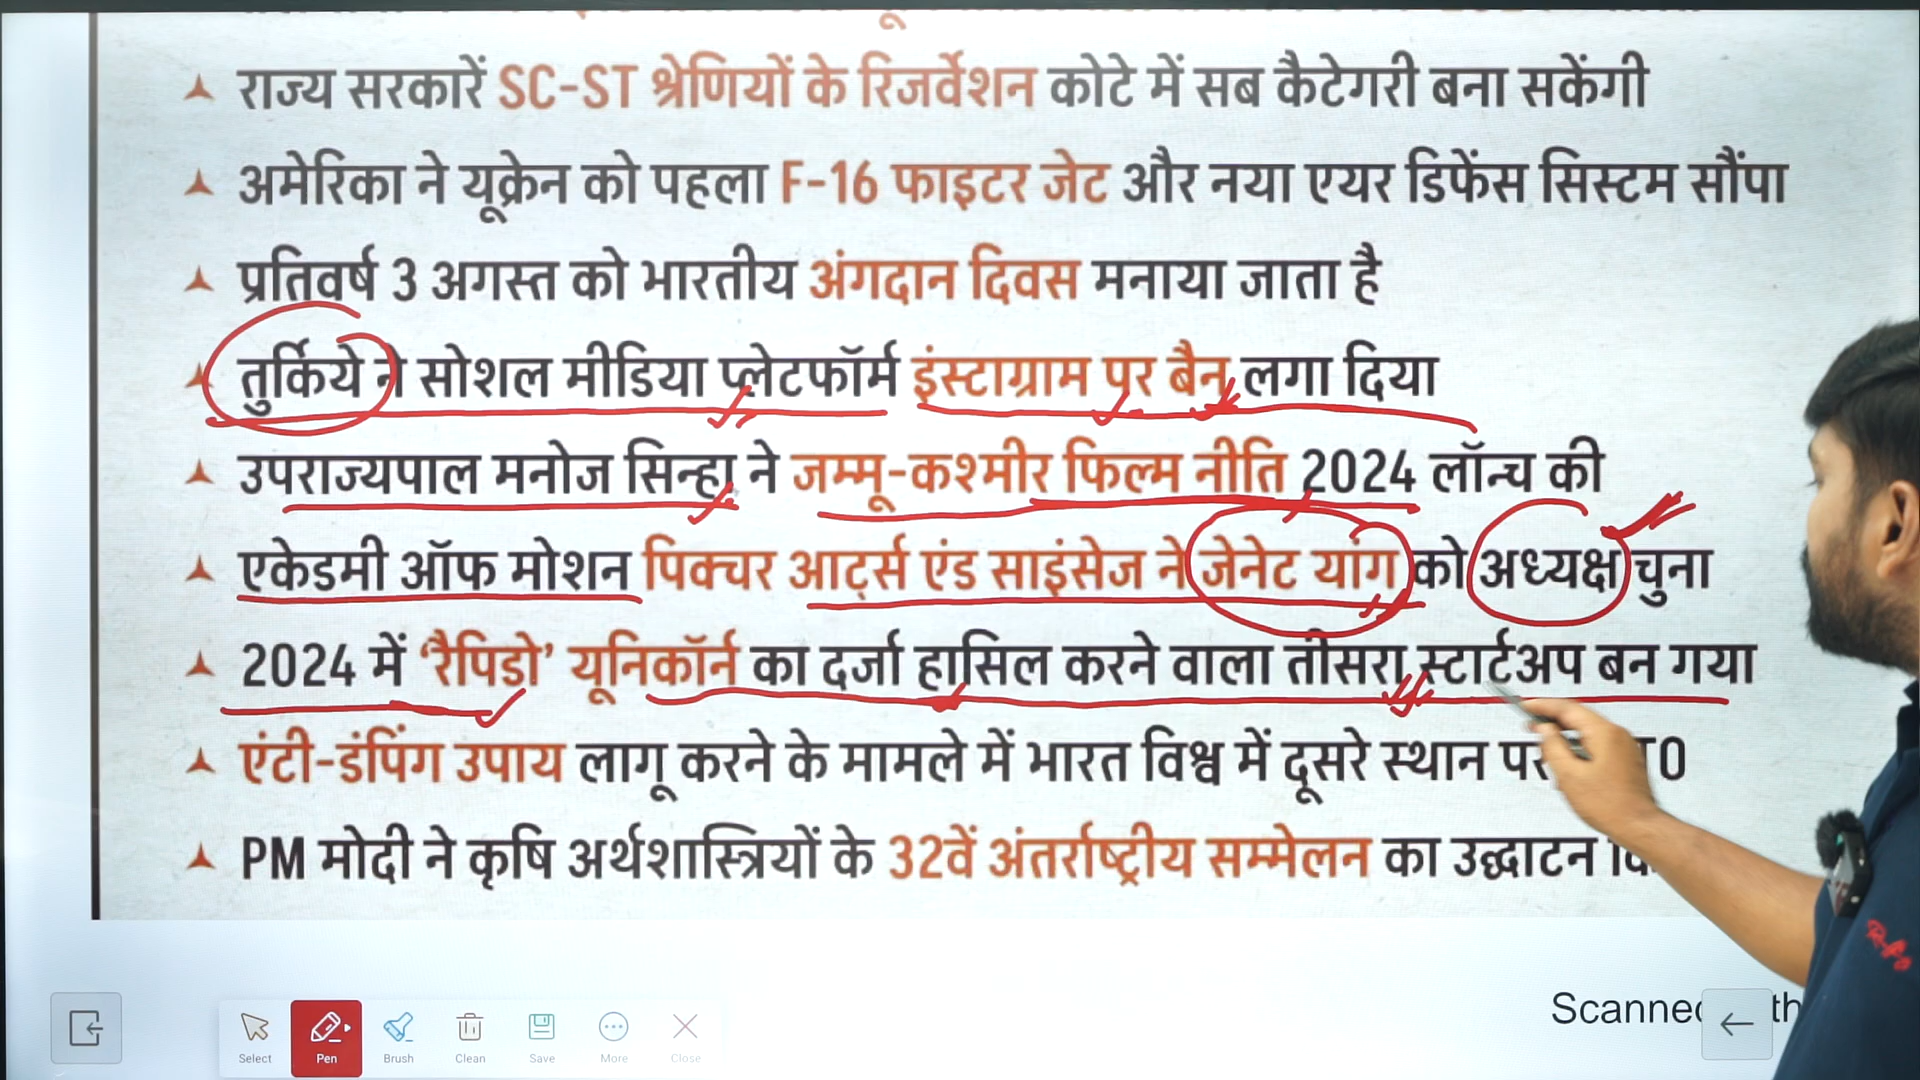 राज्य सरकारें SC-ST श्रेणियों के रिजर्वेशन कोटे में सब कैटेगरी बना सकेंगी
अमेरिका ने यूक्रेन को पहला F-16 फाइटर जेट और नया एयर डिफेंस सिस्टम सौंपा
प्रतिवर्ष 3 अगस्त को भारतीय अंगदान दिवस मनाया जाता है
तुर्किये ने सोशल मीडिया प्लेटफॉर्म इंस्टाग्राम पर बैन लगा दिया
उपराज्यपाल मनोज सिन्हा ने जम्मू-कश्मीर फिल्म नीति 2024 लॉन्च की
एकेडमी ऑफ मोशन पिक्चर आर्ट्स एंड साइंसेज ने जेनेट यांग को अध्यक्ष चुना
2024 में ‘रैपिडो’ यूनिकॉर्न का दर्जा हासिल करने वाला तीसरा स्टार्टअप बन गया
एंटी-डंपिंग उपाय लागू करने के मामले में भारत विश्व में दूसरे स्थान पर
PM मोदी ने कृषि अर्थशास्त्रियों के 32वें अंतर्राष्ट्रीय सम्मेलन का उद्घाटन
Scanned
Select Pen Brush Clean Save More Close